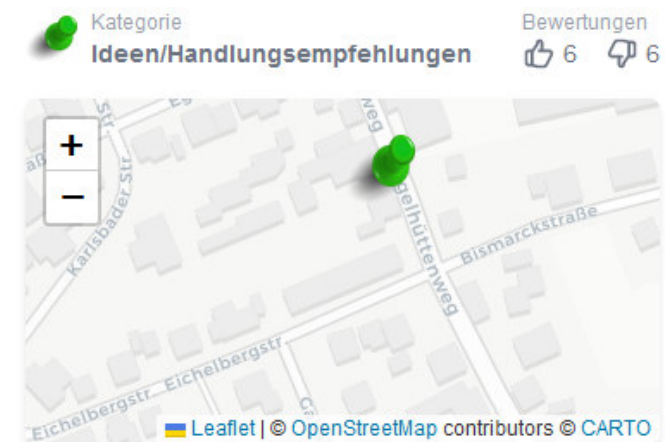 Kategorie
Ideen/Handlungsempfehlungen
Bewertungen
6 6
+
−
Karlsbader Str.
Bismarckstraße
Eichelbergstr.
Eichelbergstr.
Leaflet | © OpenStreetMap contributors © CARTO